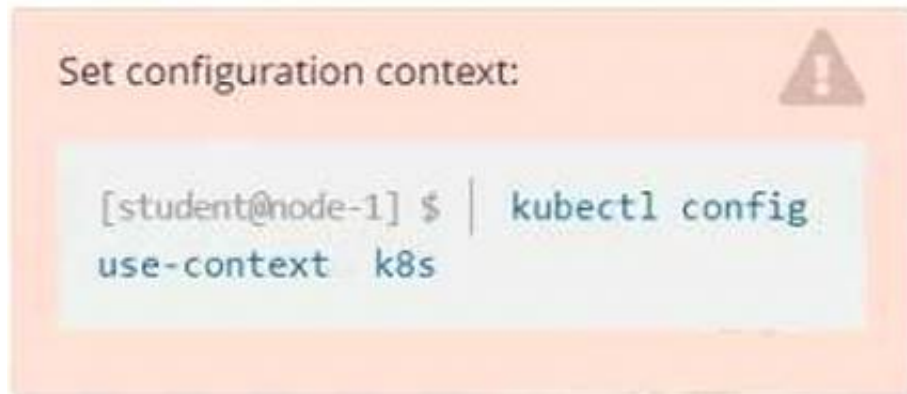 Set configuration context:
[student@node-1] $ | kubectl config
use-context k8s